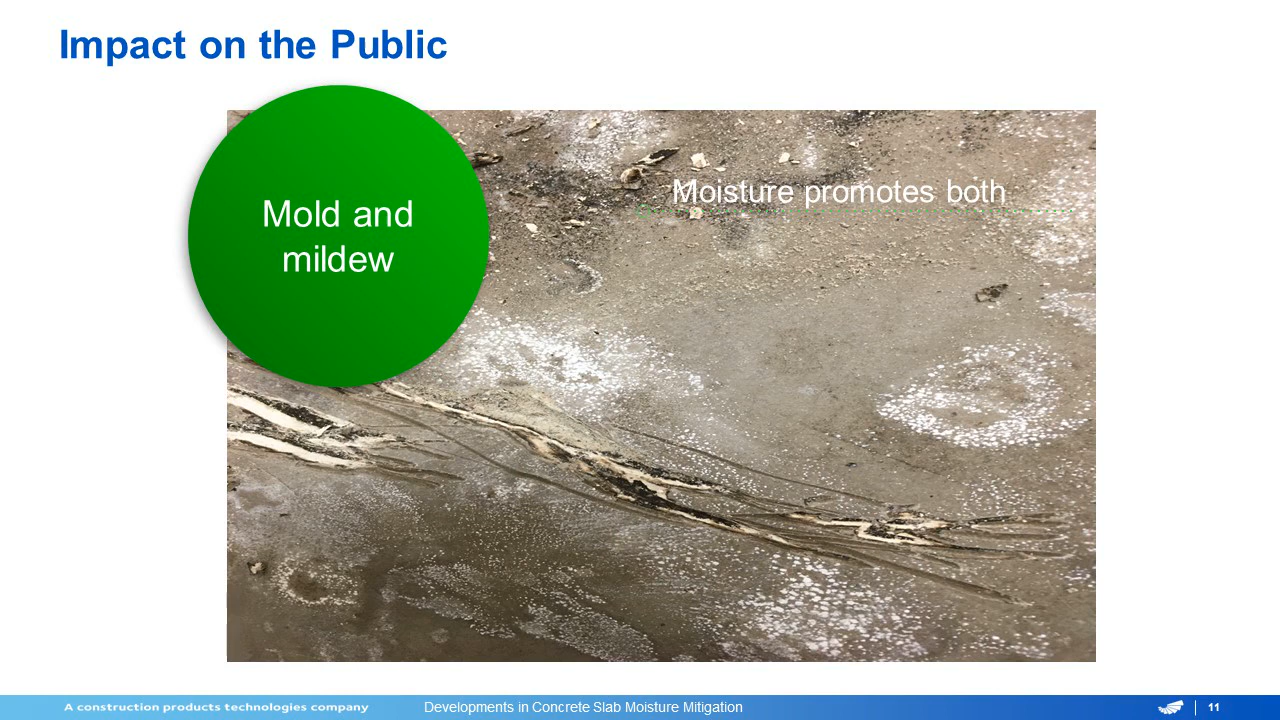 Impact on the Public
Mold and
mildew
Moisture promotes both
A construction products technologies company
Developments in Concrete Slab Moisture Mitigation
11